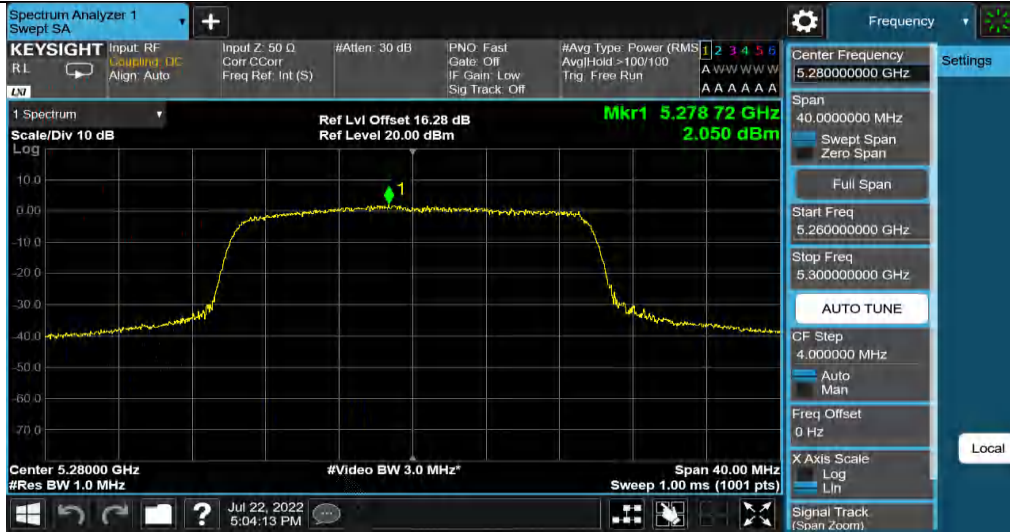 Spectrum Analyzer 1
Swept SA
+
Frequency
KEYSIGHT
RL
LXI
Input: RF
Coupling: DC
Align: Auto
Input Z: 50 Ω
Corr CCorr
Freq Ref: Int (S)
#Atten: 30 dB
PNO: Fast
Gate: Off
IF Gain: Low
Sig Track: Off
#Avg Type: Power (RMS
Avg|Hold >100/100
Trig: Free Run
1 2 3 4 5 6
A W W W W W
A A A A A A
1 Spectrum
Scale/Div 10 dB
Ref Lvl Offset 16.28 dB
Ref Level 20.00 dBm
Mkr1 5.278 72 GHz
2.050 dBm
Log
10.0
0.00
-10.0
-20.0
-30.0
-40.0
-50.0
-60.0
-70.0
1
Center 5.28000 GHz
#Res BW 1.0 MHz
#Video BW 3.0 MHz*
Span 40.00 MHz
Sweep 1.00 ms (1001 pts)
?
Jul 22, 2022
5:04:13 PM
Center Frequency
5.280000000 GHz
Span
40.0000000 MHz
Swept Span
Zero Span
Full Span
Start Freq
5.260000000 GHz
Stop Freq
5.300000000 GHz
AUTO TUNE
CF Step
4.000000 MHz
Auto
Man
Freq Offset
0 Hz
X Axis Scale
Log
Lin
Signal Track
(Span Zoom)
Settings
Local